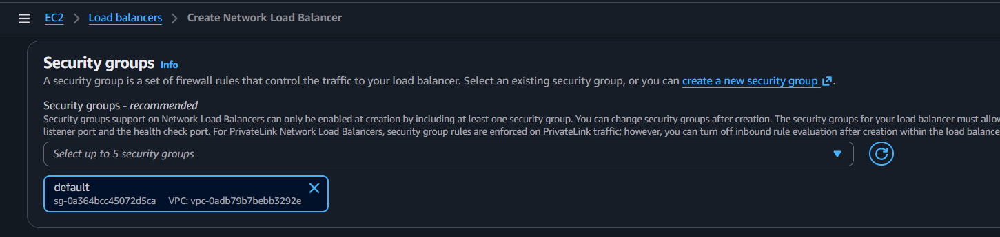 EC2 > Load balancers > Create Network Load Balancer
Security groups Info
A security group is a set of firewall rules that control the traffic to your load balancer. Select an existing security group, or you can create a new security group.
Security groups - recommended
Security groups support on Network Load Balancers can only be enabled at creation by including at least one security group. You can change security groups after creation. The security groups for your load balancer must allow
listener port and the health check port. For PrivateLink Network Load Balancers, security group rules are enforced on PrivateLink traffic; however, you can turn off inbound rule evaluation after creation within the load balance
Select up to 5 security groups
default
sg-0a364bcc45072d5ca VPC: vpc-0adb79b7bebb3292e